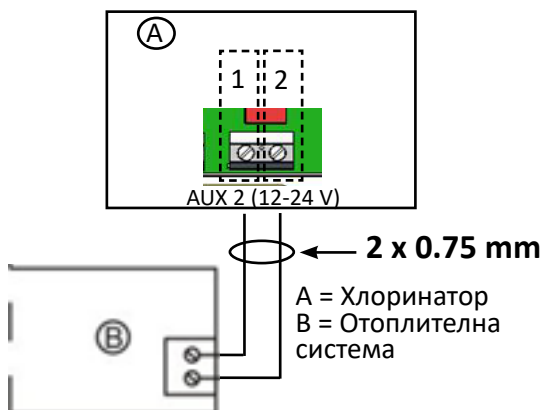 A
1 2
AUX 2 (12-24 V)
2 x 0.75 mm
A = Хлоринатор
B = Отоплителна
система
B